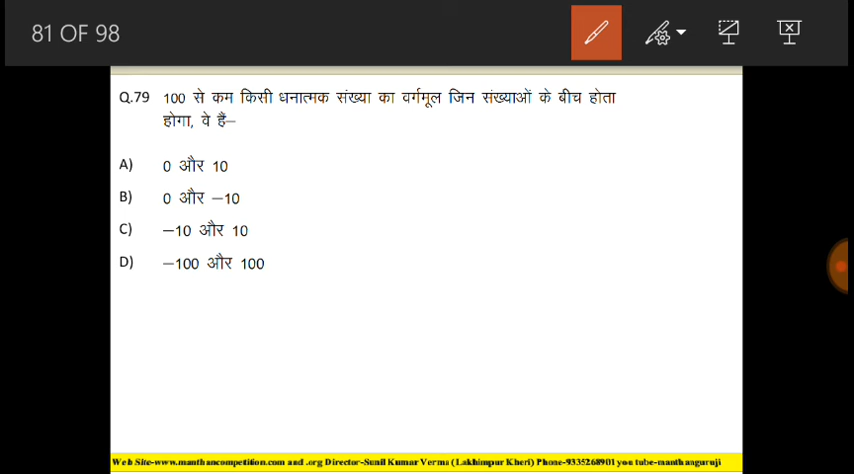 81 OF 98
Q.79 100 से कम किसी धनात्मक संख्या का वर्गमूल जिन संख्याओं के बीच होता
होगा, वे हैं–
A) 0 और 10
B) 0 और –10
C) –10 और 10
D) –100 और 100
Web Site-www.manthancompetition.com and .org Director-Sunil Kumar Verma (Lakhimpur Kheri) Phone-9335268901 you tube-manthanguruji